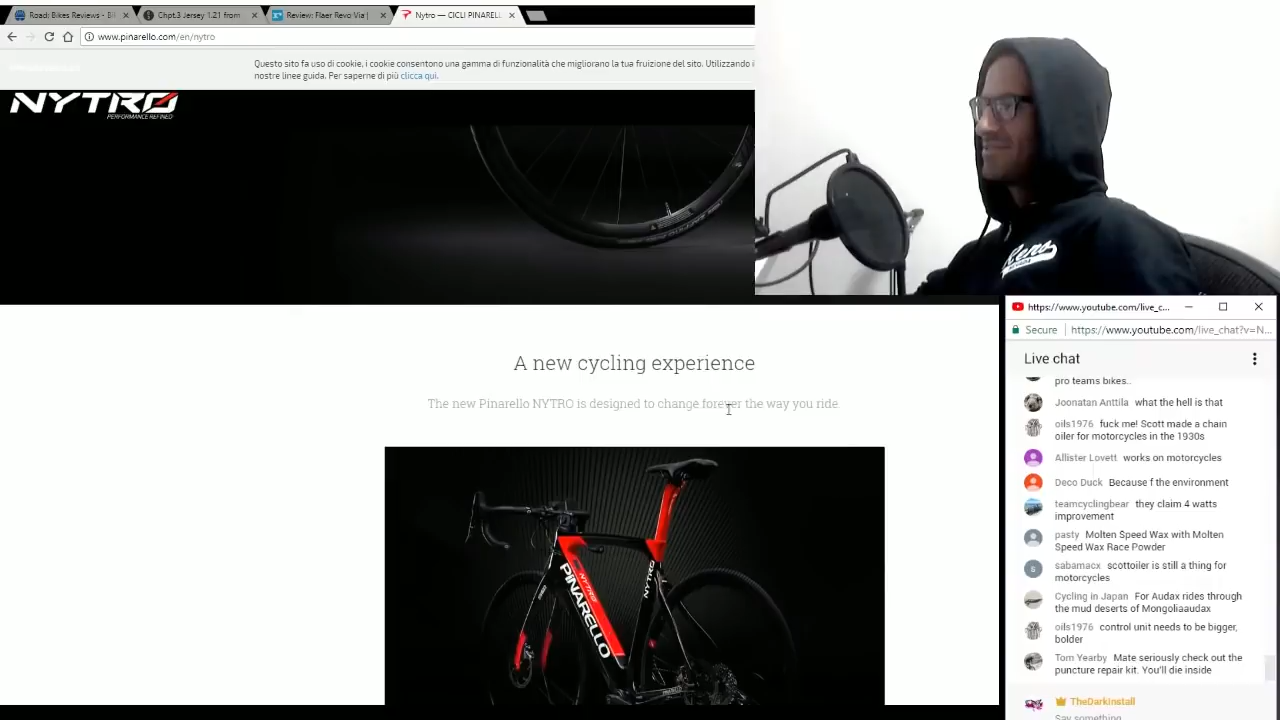 Road: Bikes Reviews - Bi
Chpt.3 Jersey 1.21 from
Review: Flaer Revo Via |
Nytro — CICLI PINARELL
www.pinarello.com/en/nytro
Questo sito fa uso di cookie, i cookie consentono una gamma di funzionalità che migliorano la tua fruizione del sito. Utilizzando i
nostre linee guida. Per saperne di più clicca qui.
NYTRO
PERFORMANCE REFINED
A new cycling experience
The new Pinarello NYTRO is designed to change forever the way you ride.
NYTRO
PINARELLO
NYTRO
https://www.youtube.com/live_c...
Secure
https://www.youtube.com/live_chat?v=N...
Live chat
pro teams bikes..
Joonatan Anttila what the hell is that
oils1976 fuck me! Scott made a chain
oiler for motorcycles in the 1930s
Allister Lovett works on motorcycles
Deco Duck Because f the environment
teamcyclingbear they claim 4 watts
improvement
pasty Molten Speed Wax with Molten
Speed Wax Race Powder
sabamacx scottoiler is still a thing for
motorcycles
Cycling in Japan For Audax rides through
the mud deserts of Mongoliaaudax
oils1976 control unit needs to be bigger,
bolder
Tom Yearby Mate seriously check out the
puncture repair kit. You'll die inside
TheDarkInstall
Say something